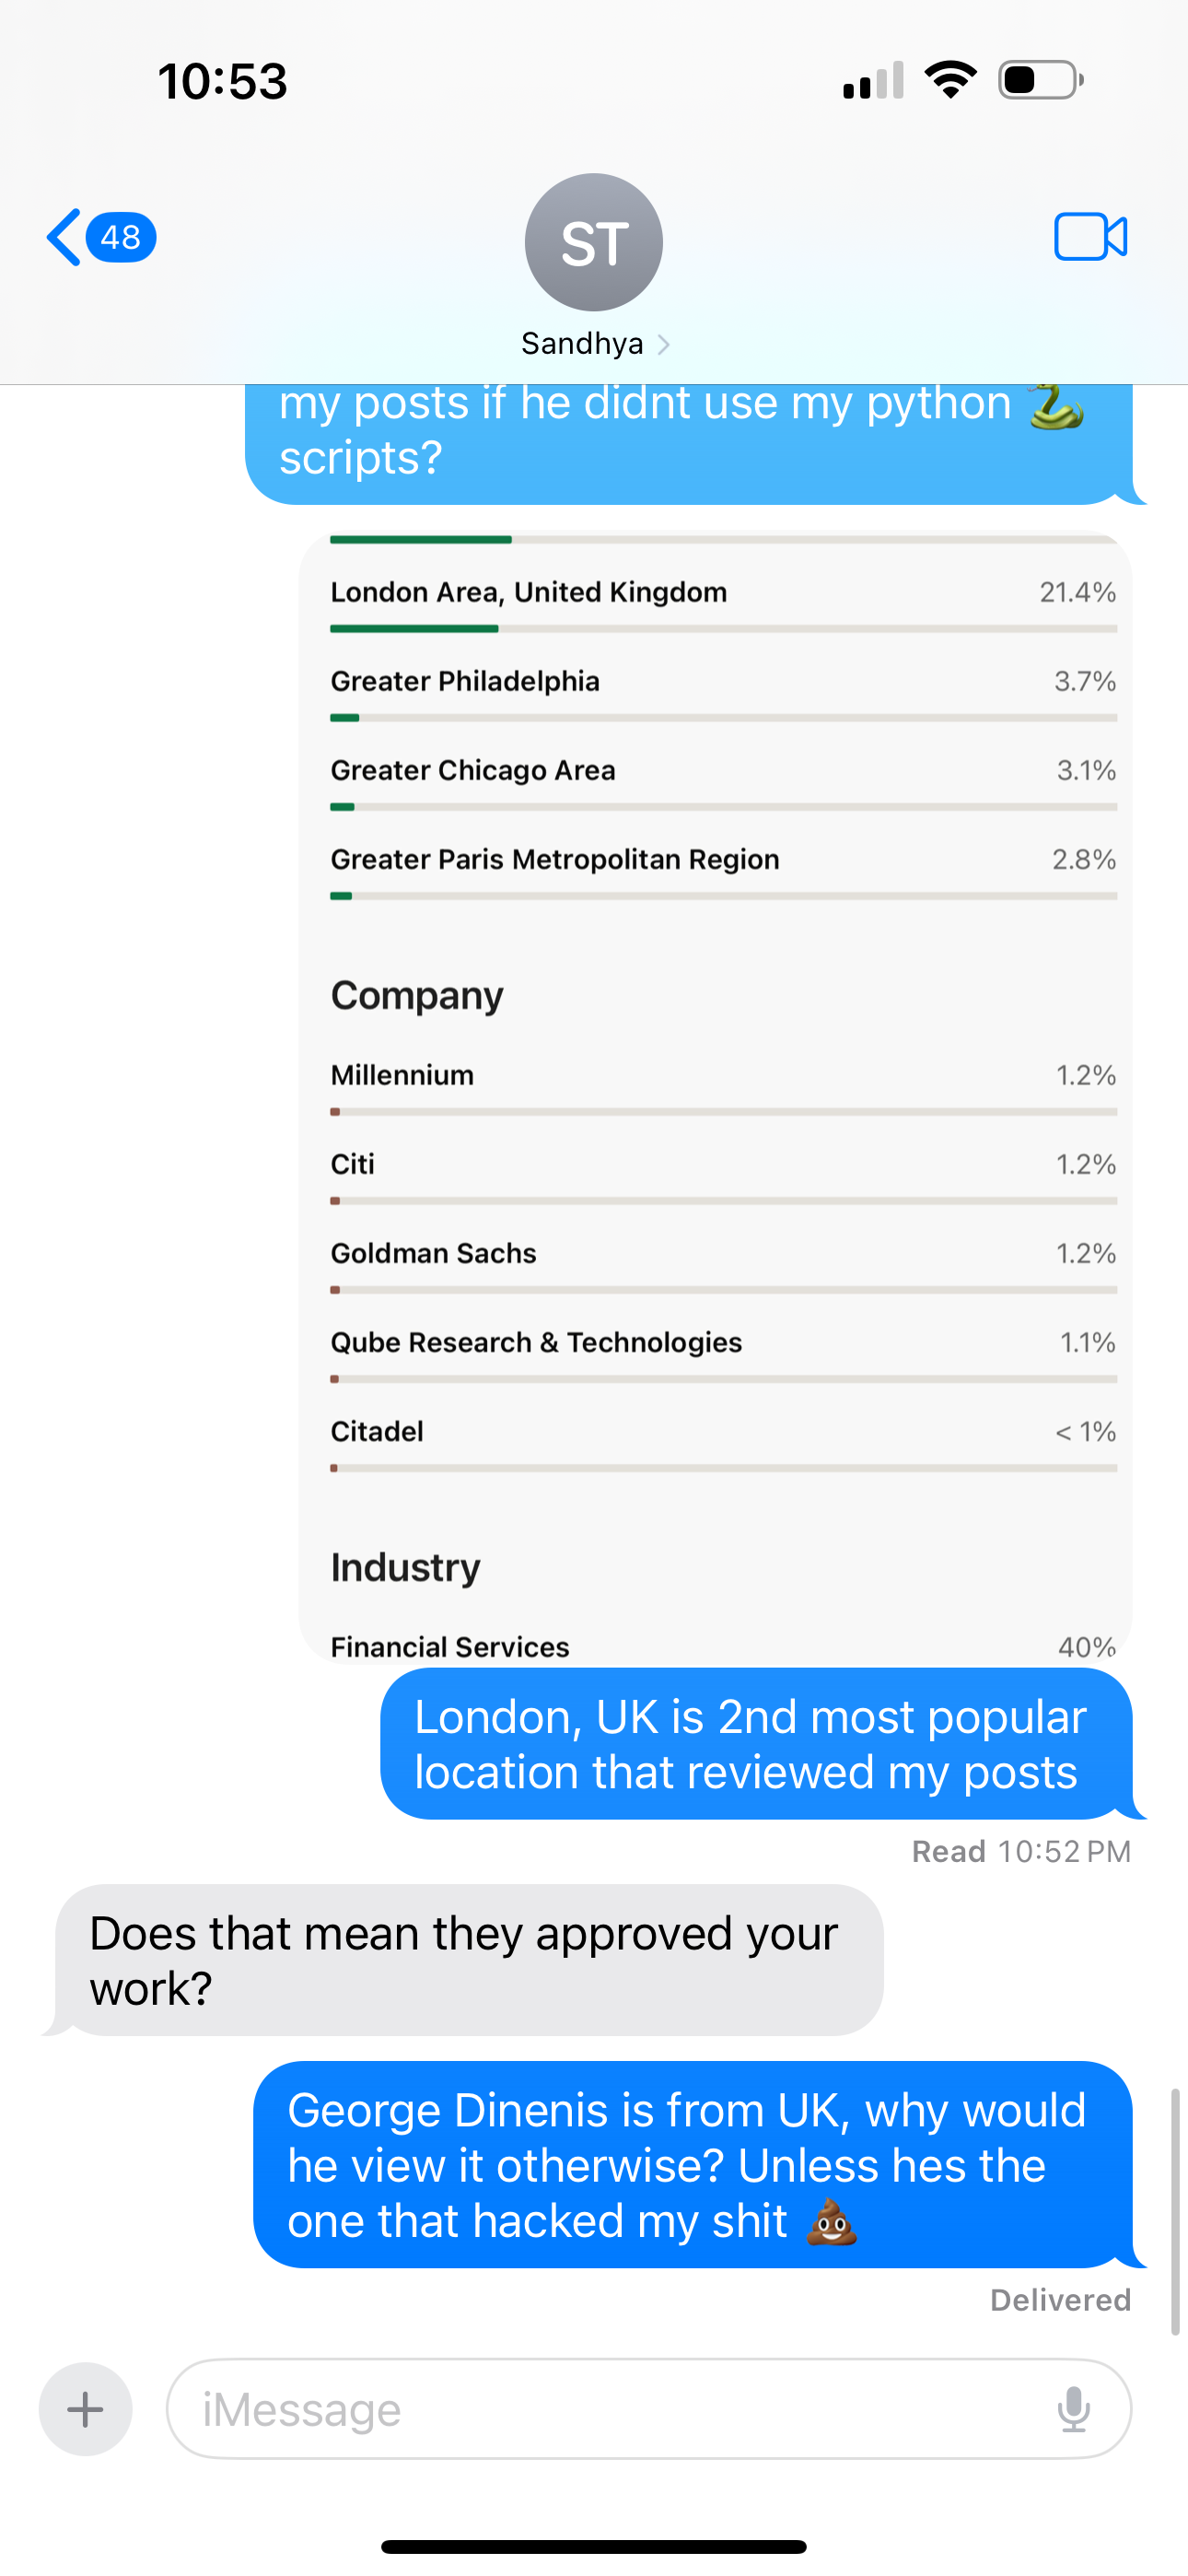 10:53
48
ST
Sandhya
my posts if he didnt use my python 🐍
scripts?
London Area, United Kingdom 21.4%
Greater Philadelphia 3.7%
Greater Chicago Area 3.1%
Greater Paris Metropolitan Region 2.8%
Company
Millennium 1.2%
Citi 1.2%
Goldman Sachs 1.2%
Qube Research & Technologies 1.1%
Citadel < 1%
Industry
Financial Services 40%
London, UK is 2nd most popular
location that reviewed my posts
Read 10:52 PM
Does that mean they approved your
work?
George Dinenis is from UK, why would
he view it otherwise? Unless hes the
one that hacked my shit 💩
Delivered
iMessage